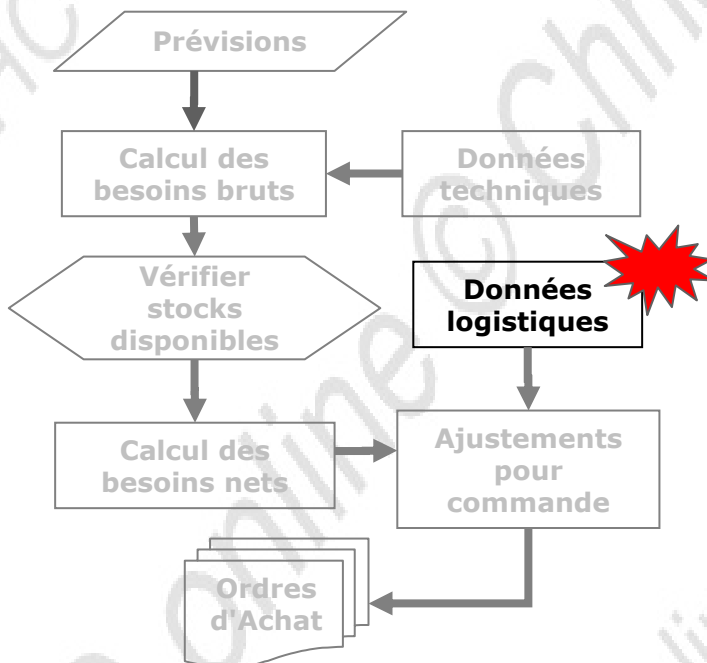 Prévisions
Calcul des
besoins bruts
Données
techniques
Vérifier
stocks
disponibles
Données
logistiques
Calcul des
besoins nets
Ajustements
pour
commande
Ordres
d'Achat
online ©